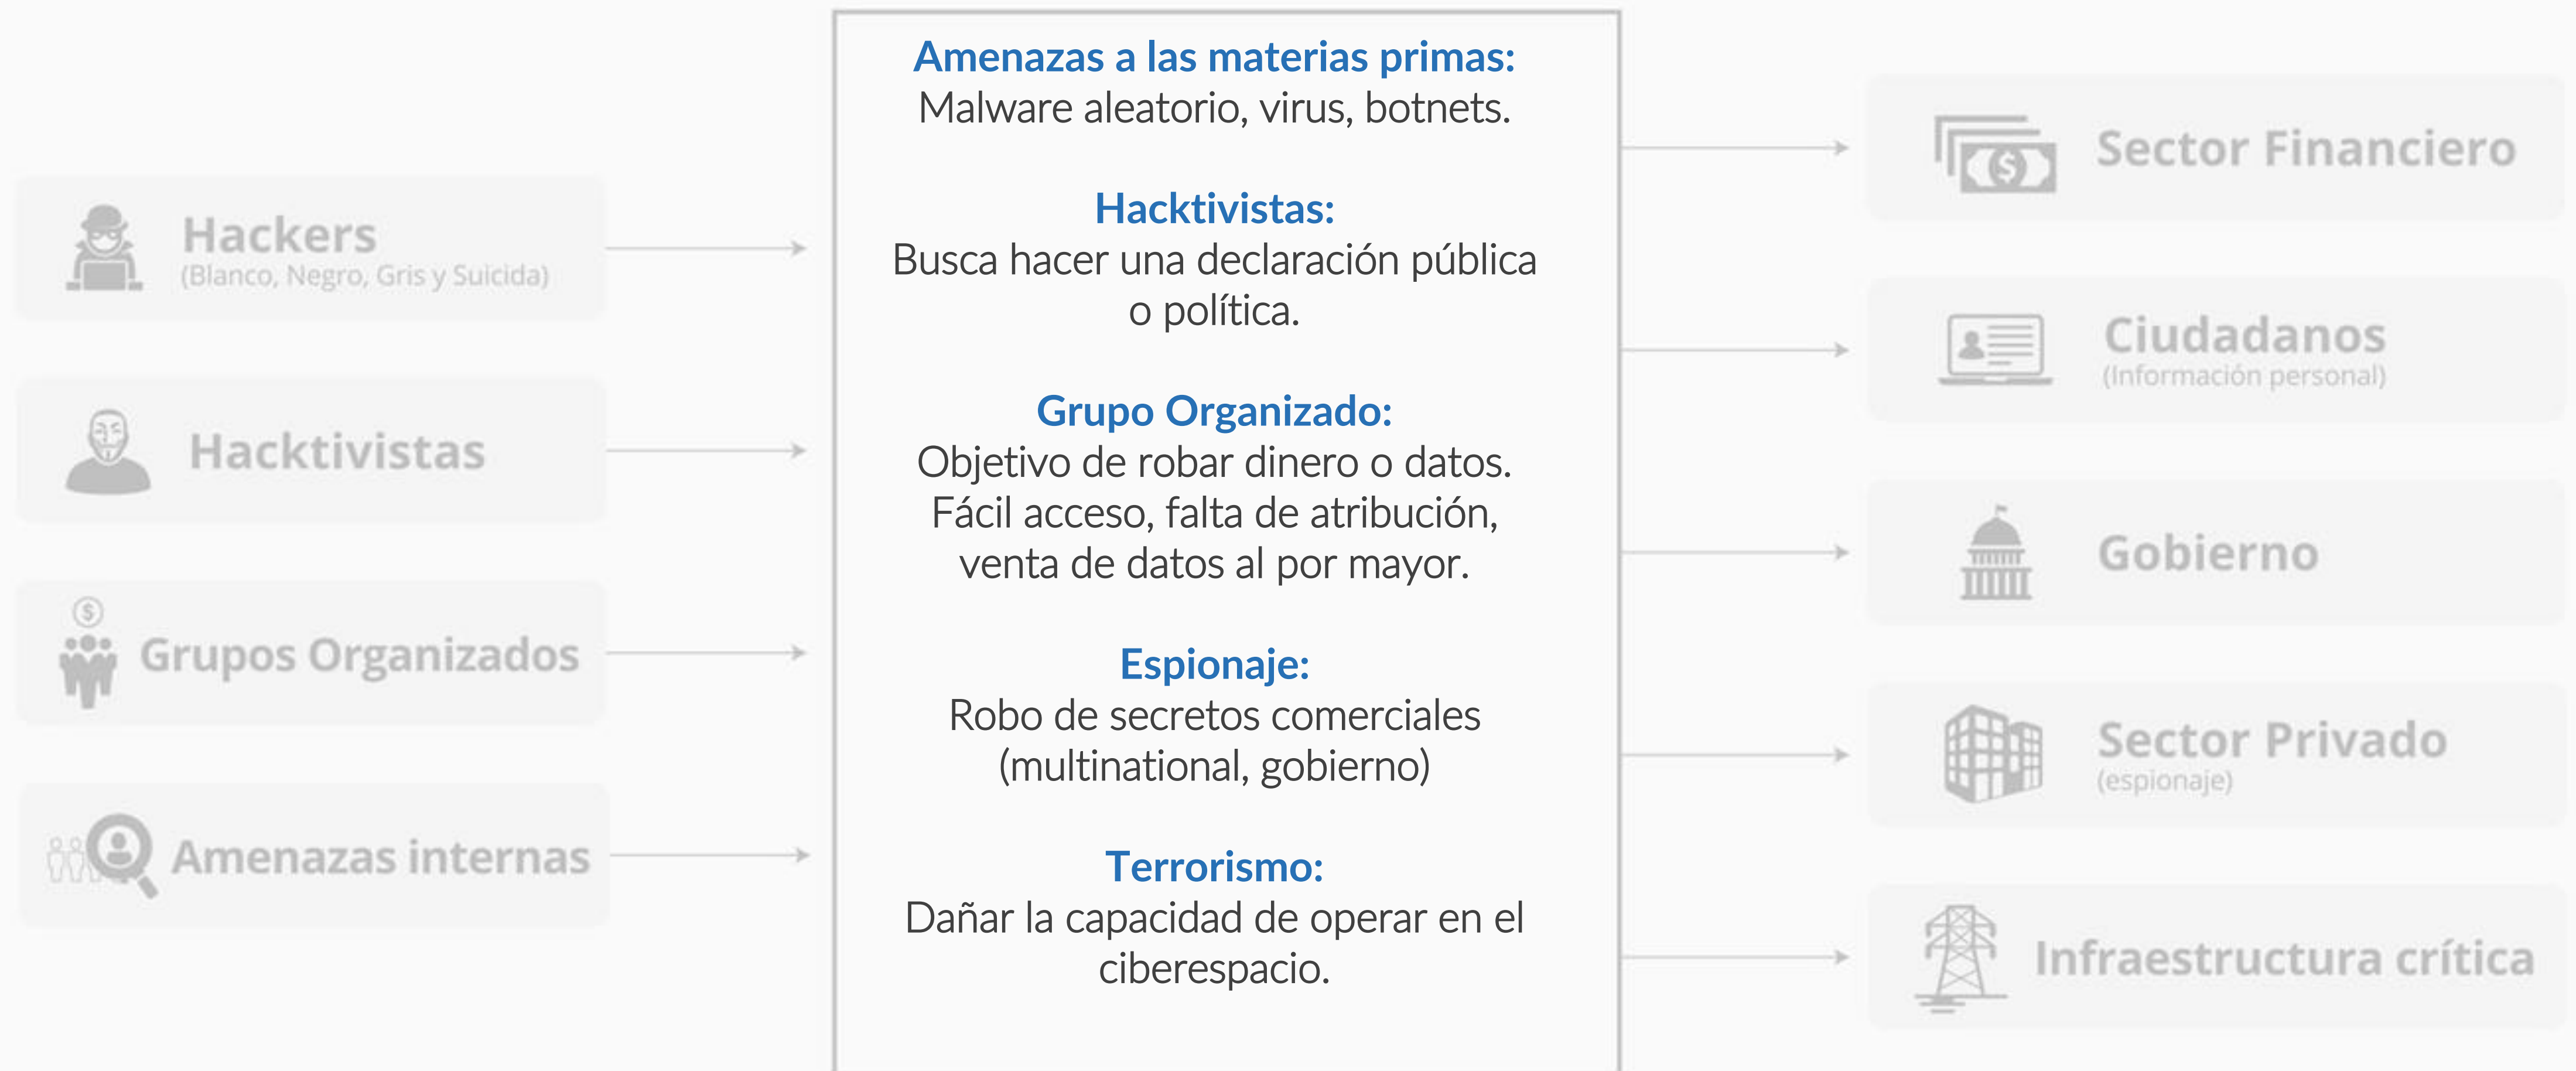 Hackers
(Blanco, Negro, Gris y Suicida)
Hacktivistas
Grupos Organizados
Amenazas internas
Amenazas a las materias primas:
Malware aleatorio, virus, botnets.
Hacktivistas:
Busca hacer una declaración pública
o política.
Grupo Organizado:
Objetivo de robar dinero o datos.
Fácil acceso, falta de atribución,
venta de datos al por mayor.
Espionaje:
Robo de secretos comerciales
(multinational, gobierno)
Terrorismo:
Dañar la capacidad de operar en el
ciberespacio.
Sector Financiero
Ciudadanos
(Información personal)
Gobierno
Sector Privado
(espionaje)
Infraestructura crítica